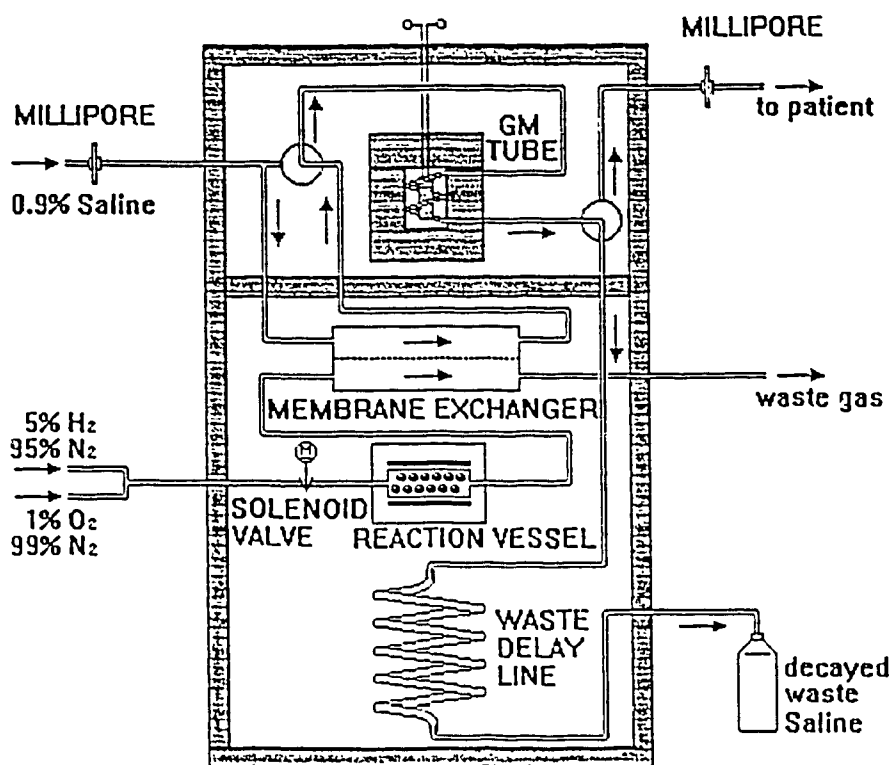 MILLIPORE
MILLIPORE
to patient
GM
TUBE
0.9% Saline
MEMBRANE EXCHANGER
waste gas
5% H₂
95% N₂
M
1% O₂
99% N₂
SOLENOID
VALVE
REACTION VESSEL
WASTE
DELAY
LINE
decayed
waste
Saline